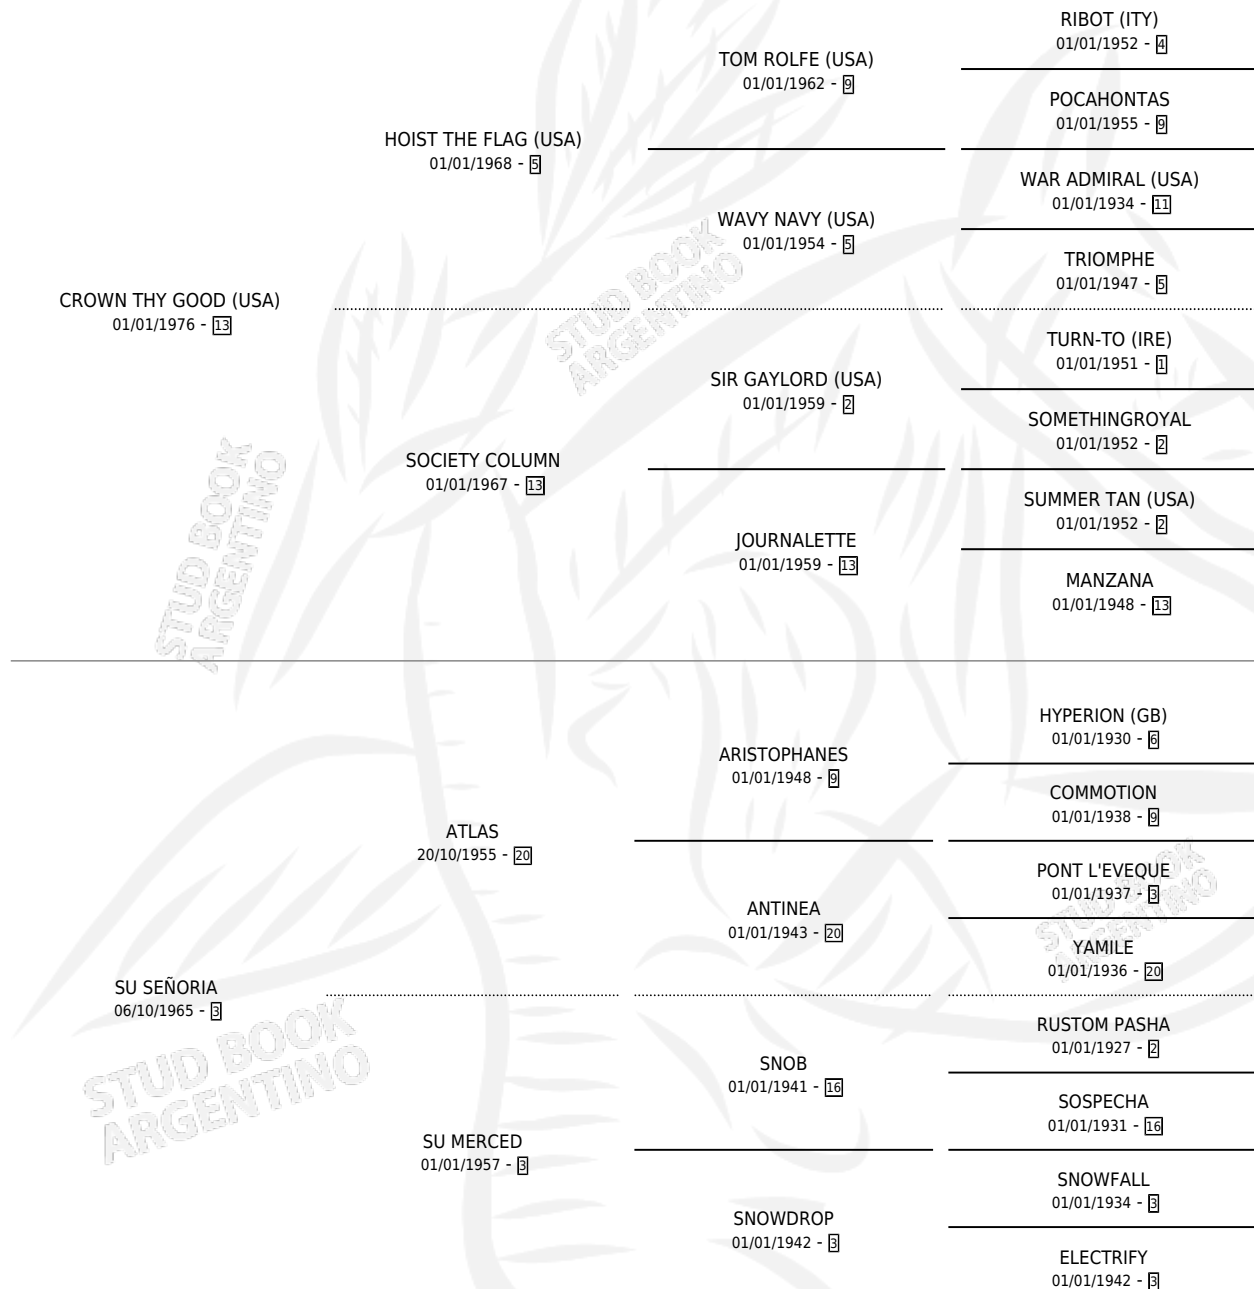 RIBOT (ITY)
01/01/1952 - 4
TOM ROLFE (USA)
01/01/1962 - 9
POCAHONTAS
01/01/1955 - 9
HOIST THE FLAG (USA)
01/01/1968 - 5
WAR ADMIRAL (USA)
01/01/1934 - 11
WAVY NAVY (USA)
01/01/1954 - 5
TRIOMPHE
01/01/1947 - 5
CROWN THY GOOD (USA)
01/01/1976 - 13
TURN-TO (IRE)
01/01/1951 - 1
SIR GAYLORD (USA)
01/01/1959 - 2
SOMETHINGROYAL
01/01/1952 - 2
SOCIETY COLUMN
01/01/1967 - 13
SUMMER TAN (USA)
01/01/1952 - 2
JOURNALETTE
01/01/1959 - 13
MANZANA
01/01/1948 - 13
HYPERION (GB)
01/01/1930 - 6
ARISTOPHANES
01/01/1948 - 9
COMMOTION
01/01/1938 - 9
ATLAS
20/10/1955 - 20
PONT L'EVEQUE
01/01/1937 - 3
ANTINEA
01/01/1943 - 20
YAMILE
01/01/1936 - 20
SU SEÑORIA
06/10/1965 - 3
RUSTOM PASHA
01/01/1927 - 2
SNOB
01/01/1941 - 16
SOSPECHA
01/01/1931 - 16
SU MERCED
01/01/1957 - 3
SNOWFALL
01/01/1934 - 3
SNOWDROP
01/01/1942 - 3
ELECTRIFY
01/01/1942 - 3
STUD BOOK
ARGENTINO
STUD BOOK
ARGENTINO
STUD BOOK
ARGENTINO
STUD BOOK
ARGENTINO